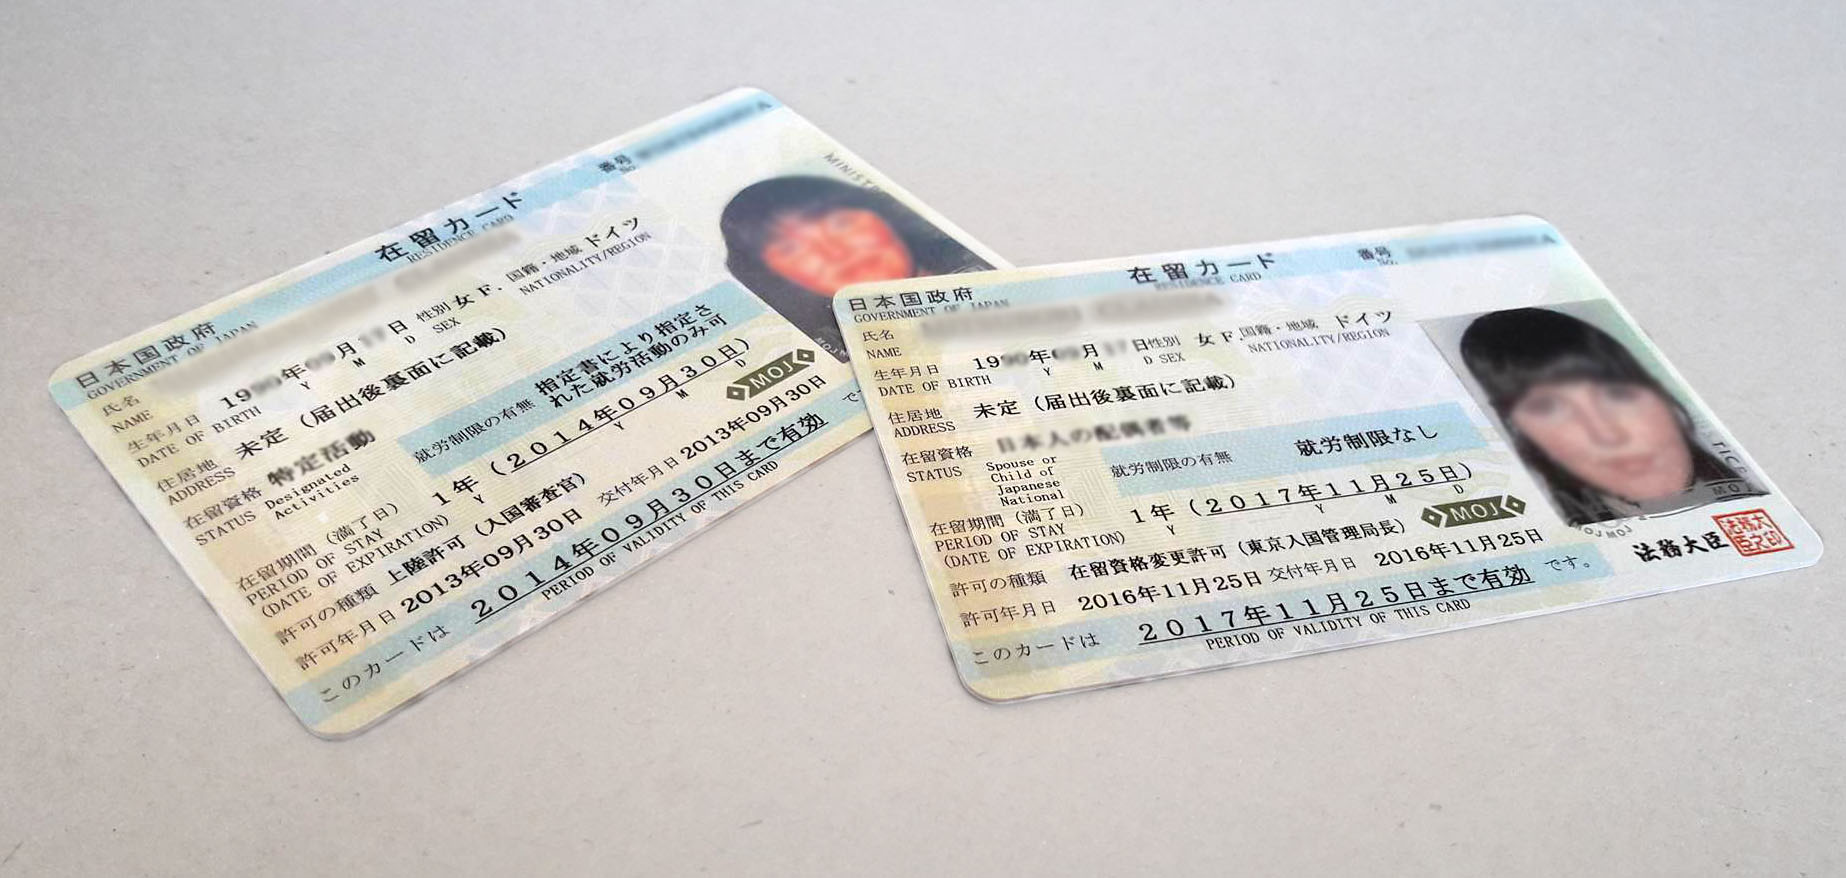 日本国政府
GOVERNMENT OF JAPAN
在留カード
RESIDENCE CARD
番号
No.
氏名
NAME
生年月日 19 年 月 日 性別 女 F. 国籍・地域 ドイツ
DATE OF BIRTH Y M D SEX NATIONALITY/REGION
住居地 未定（届出後裏面に記載）
ADDRESS
在留資格 特定活動
STATUS Designated
Activities
就労制限の有無 指定書により指定さ
れた就労活動のみ可
在留期間（満了日） 1年（2014年09月30日）
PERIOD OF STAY Y Y M D
(DATE OF EXPIRATION)
MOJ
許可の種類 上陸許可（入国審査官）
許可年月日 2013年09月30日 交付年月日 2013年09月30日
このカードは 2014年09月30日まで有効 で
PERIOD OF VALIDITY OF THIS CARD
MINIST
日本国政府
GOVERNMENT OF JAPAN
在留カード
RESIDENCE CARD
番号
No.
氏名
NAME
生年月日 19 年 月 日 性別 女 F. 国籍・地域 ドイツ
DATE OF BIRTH Y M D SEX NATIONALITY/REGION
住居地 未定（届出後裏面に記載）
ADDRESS
在留資格 日本人の配偶者等
STATUS Spouse or
Child of
Japanese
National
就労制限の有無 就労制限なし
在留期間（満了日） 1年（2017年11月25日）
PERIOD OF STAY Y Y M D
(DATE OF EXPIRATION)
MOJ
許可の種類 在留資格変更許可（東京入国管理局長）
許可年月日 2016年11月25日 交付年月日 2016年11月25日
このカードは 2017年11月25日まで有効 です。
PERIOD OF VALIDITY OF THIS CARD
法務大臣
法務大臣之印